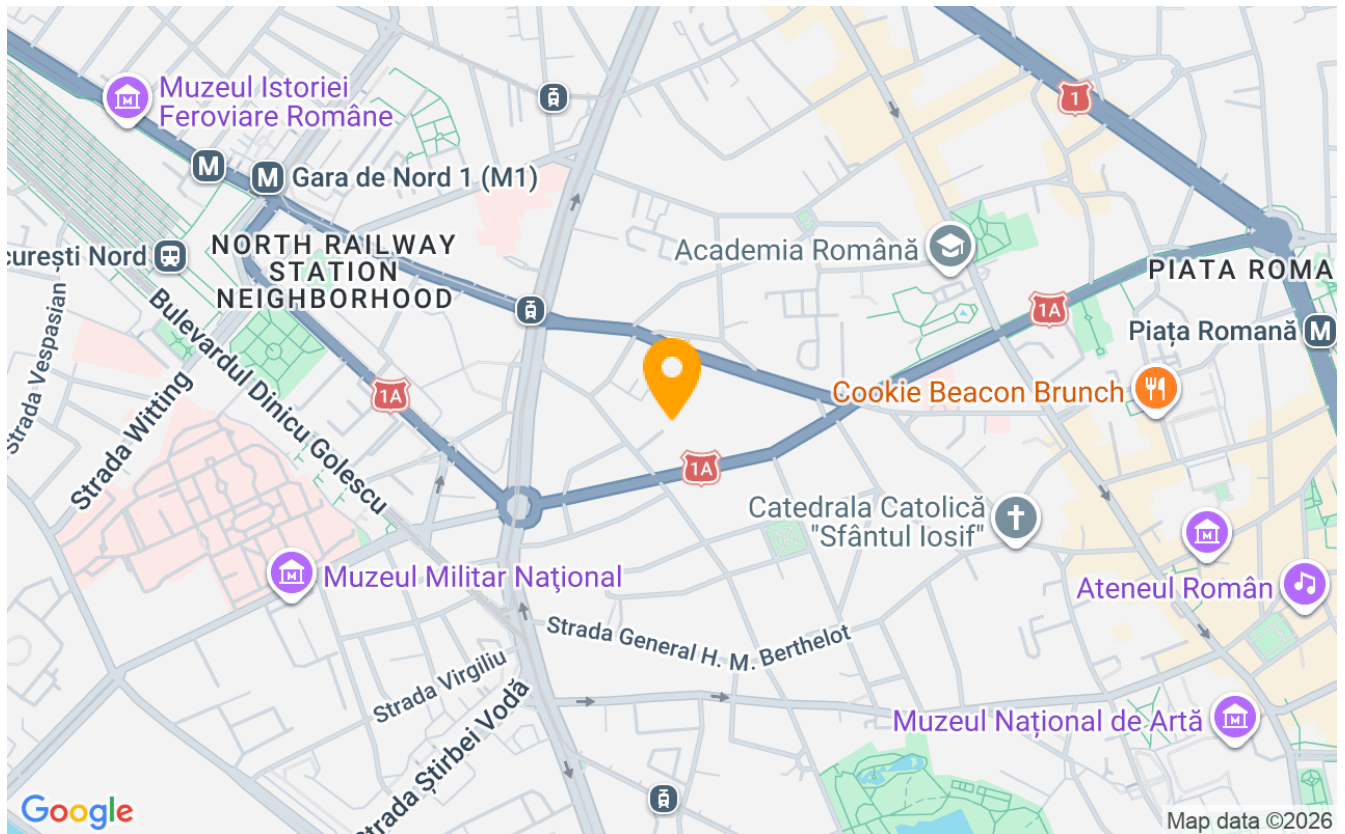 Muzeul Istoriei
Feroviare Române
1
M
M
Gara de Nord 1 (M1)
Academia Română
curești Nord
NORTH RAILWAY
STATION
NEIGHBORHOOD
PIATA ROMA
1A
Piața Romană
M
Strada Vespasian
Bulevardul Dinicu Golescu
Strada Witting
1A
Cookie Beacon Brunch
1A
Catedrala Catolică
"Sfântul Iosif"
Muzeul Militar Naţional
Ateneul Român
Strada General H. M. Berthelot
Strada Virgiliu
Strada Știrbei Vodă
Muzeul Național de Artă
Google
Map data ©2026